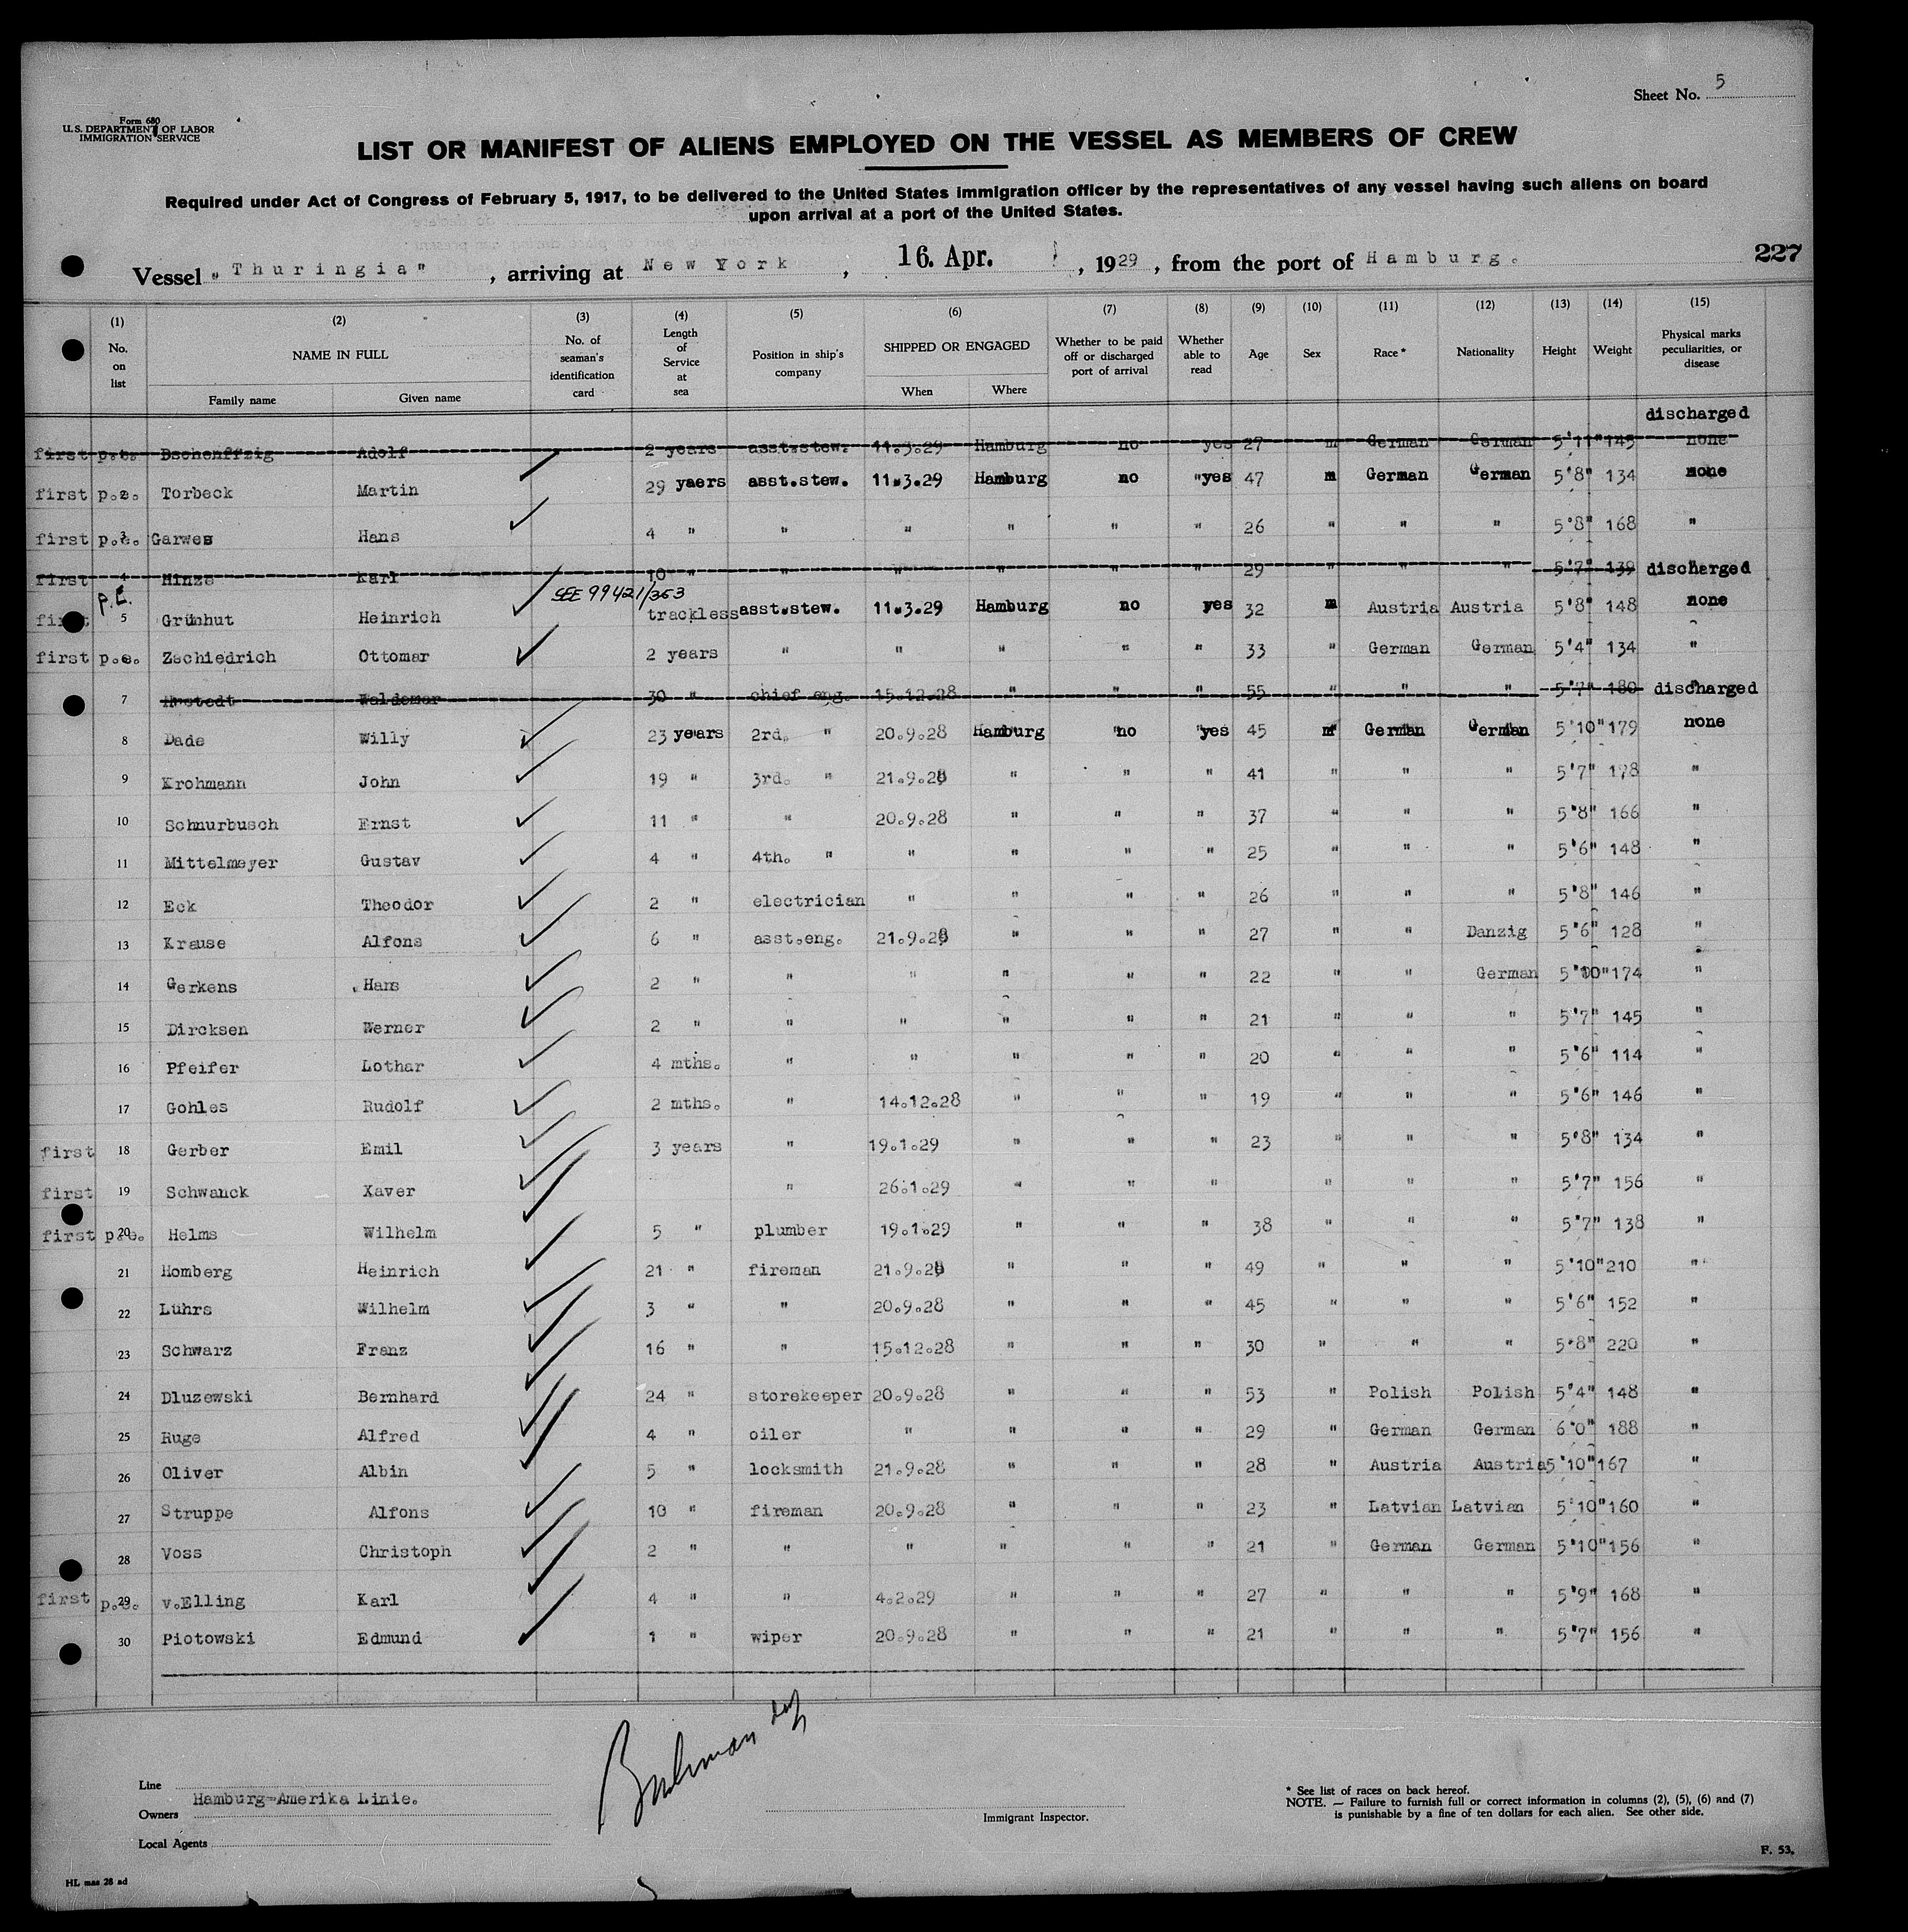 Sheet No. 5
Form 680
U.S. DEPARTMENT OF LABOR
IMMIGRATION SERVICE
LIST OR MANIFEST OF ALIENS EMPLOYED ON THE VESSEL AS MEMBERS OF CREW
Required under Act of Congress of February 5, 1917, to be delivered to the United States immigration officer by the representatives of any vessel having such aliens on board
upon arrival at a port of the United States.
Vessel "Thuringia", arriving at New York, 16. Apr., 1929, from the port of Hamburg. 227
(1) No. on list (2) NAME IN FULL Family name Given name (3) No. of seaman's identification card (4) Length of Service at sea (5) Position in ship's company (6) SHIPPED OR ENGAGED When Where (7) Whether to be paid off or discharged port of arrival (8) Whether able to read (9) Age (10) Sex (11) Race * (12) Nationality (13) Height (14) Weight (15) Physical marks peculiarities, or disease
discharged
first p.e. Bschenffzig Adolf 2 years asst.stew. 11.3.29 Hamburg no yes 27 m German German 5'11" 145 none
first p.e. Torbeck Martin 29 yaers asst.stew. 11.3.29 Hamburg no "yes 47 m German German 5'8" 134 none
first p.e. 3 Garwes Hans 4 " " " " " " 26 " " " 5'8" 168 "
first 4 Hinze Karl 10 " " " " " " 29 " " " 5'7" 139 discharged
SEE 99421/353
p.e.
first 5 Grünhut Heinrich trackless asst.stew. 11.3.29 Hamburg no yes 32 m Austria Austria 5'8" 148 none
first p.e. Zschiedrich Ottomar 2 years " " " " " 33 " German German 5'4" 134 "
7 Waldemar 30 " chief eng. 15.12.28 " " " 55 " " " 5'7" 180 discharged
8 Dade Willy 23 years 2rd. " 20.9.28 Hamburg "no "yes 45 m German German 5'10" 179 none
9 Krohmann John 19 " 3rd. " 21.9.28 " " " 41 " " " 5'7" 178 "
10 Schnurbusch Ernst 11 " " 20.9.28 " " " 37 " " " 5'8" 166 "
11 Mittelmeyer Gustav 4 " 4th. " " " " " 25 " " " 5'6" 148 "
12 Eck Theodor 2 " electrician " " " " 26 " " " 5'8" 146 "
13 Krause Alfons 6 " asst.eng. 21.9.28 " " " 27 " " Danzig 5'6" 128 "
14 Gerkens Hans 2 " " " " " " 22 " " German 5'10" 174 "
15 Dircksen Werner 2 " " " " " " 21 " " " 5'7" 145 "
16 Pfeifer Lothar 4 mths. " " " " " 20 " " " 5'6" 114 "
17 Gohles Rudolf 2 mths. " 14.12.28 " " " 19 " " " 5'6" 146 "
first 18 Gerber Emil 3 years " 19.1.29 " " " 23 " " " 5'8" 134 "
first 19 Schwanck Xaver " 26.1.29 " " " " " " 5'7" 156 "
first p.e. 20 Helms Wilhelm 5 " plumber 19.1.29 " " " 38 " " " 5'7" 138 "
21 Homberg Heinrich 21 " fireman 21.9.28 " " " 49 " " " 5'10" 210 "
22 Lührs Wilhelm 3 " " 20.9.28 " " " 45 " " " 5'6" 152 "
23 Schwarz Franz 16 " " 15.12.28 " " " 30 " " " 5'8" 220 "
24 Dluzewski Bernhard 24 " storekeeper 20.9.28 " " " 53 " Polish Polish 5'4" 148 "
25 Ruge Alfred 4 " oiler " " " " 29 " German German 6'0" 188 "
26 Oliver Albin 5 " locksmith 21.9.28 " " " 28 " Austria Austria 5'10" 167 "
27 Struppe Alfons 10 " fireman 20.9.28 " " " 23 " Latvian Latvian 5'10" 160 "
28 Voss Christoph 2 " " " " " " 21 " German German 5'10" 156 "
first p.e. 29 v.Elling Karl 4 " " 4.2.29 " " " 27 " " " 5'9" 168 "
30 Piotowski Edmund 1 " wiper 20.9.28 " " " 21 " " " 5'7" 156 "
Line
Owners Hamburg-Amerika Linie.
Local Agents
Immigrant Inspector.
* See list of races on back hereof.
NOTE. — Failure to furnish full or correct information in columns (2), (5), (6) and (7)
is punishable by a fine of ten dollars for each alien. See other side.
F. 53.
HL mas 28 ad